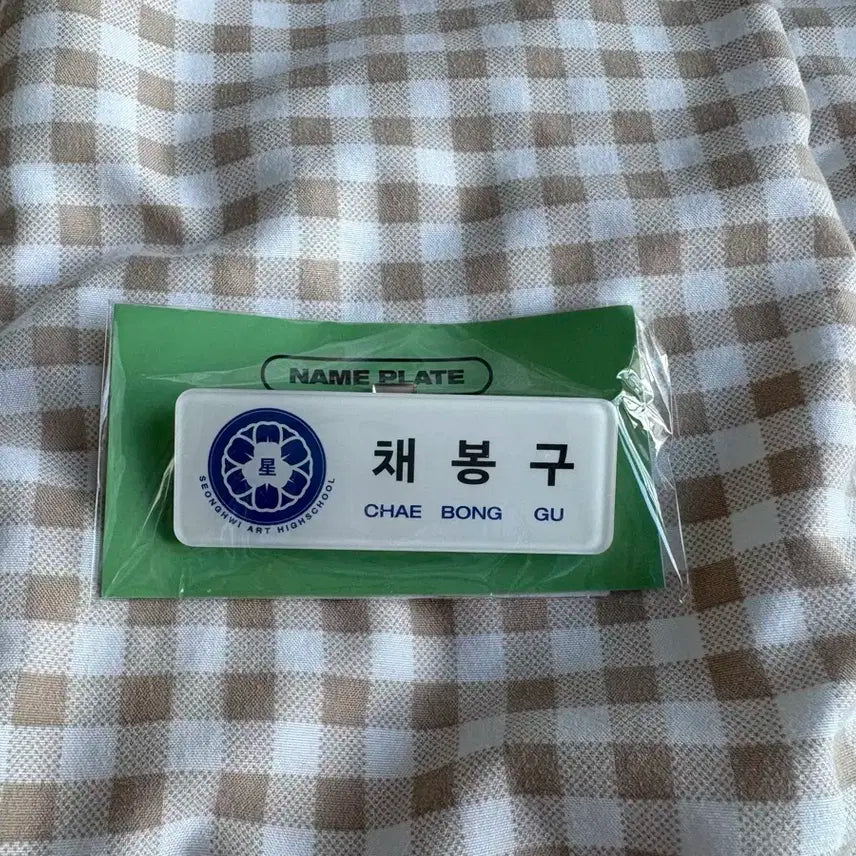 NAME PLATE
星
SEONGHWI ART HIGHSCHOOL
채 봉 구
CHAE BONG GU